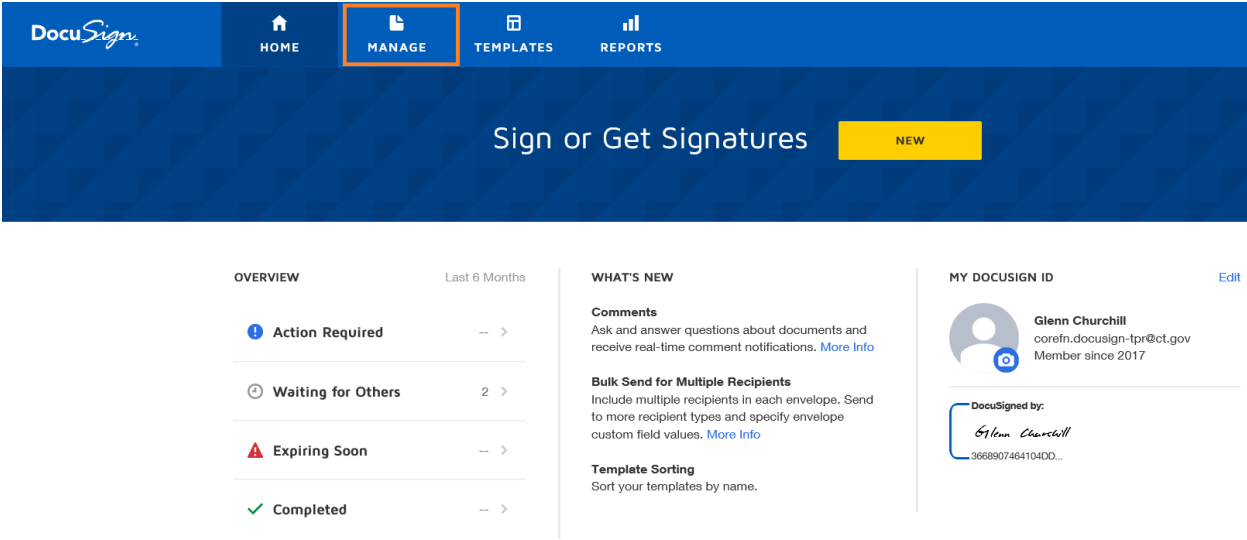 DocuSign
HOME
MANAGE
TEMPLATES
REPORTS
Sign or Get Signatures
NEW
OVERVIEW
Last 6 Months
Action Required
--
Waiting for Others
2
Expiring Soon
--
Completed
--
WHAT'S NEW
Comments
Ask and answer questions about documents and
receive real-time comment notifications. More Info
Bulk Send for Multiple Recipients
Include multiple recipients in each envelope. Send
to more recipient types and specify envelope
custom field values. More Info
Template Sorting
Sort your templates by name.
MY DOCUSIGN ID
Edit
Glenn Churchill
corefn.docusign-tpr@ct.gov
Member since 2017
DocuSigned by:
Glenn Churchill
3668907464104DD...